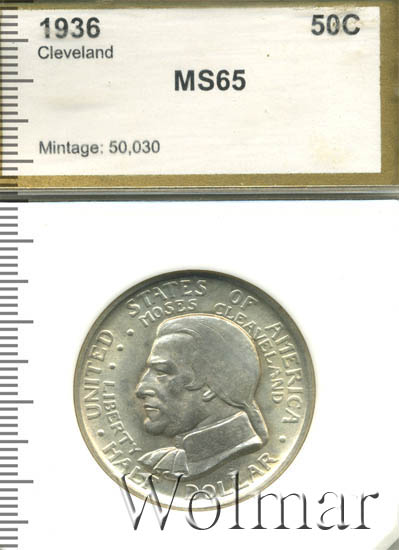 1936 50C
Cleveland
MS65
Mintage: 50,030
UNITED STATES OF AMERICA
MOSES CLEAVELAND
LIBERTY
HALF DOLLAR
Wolmar